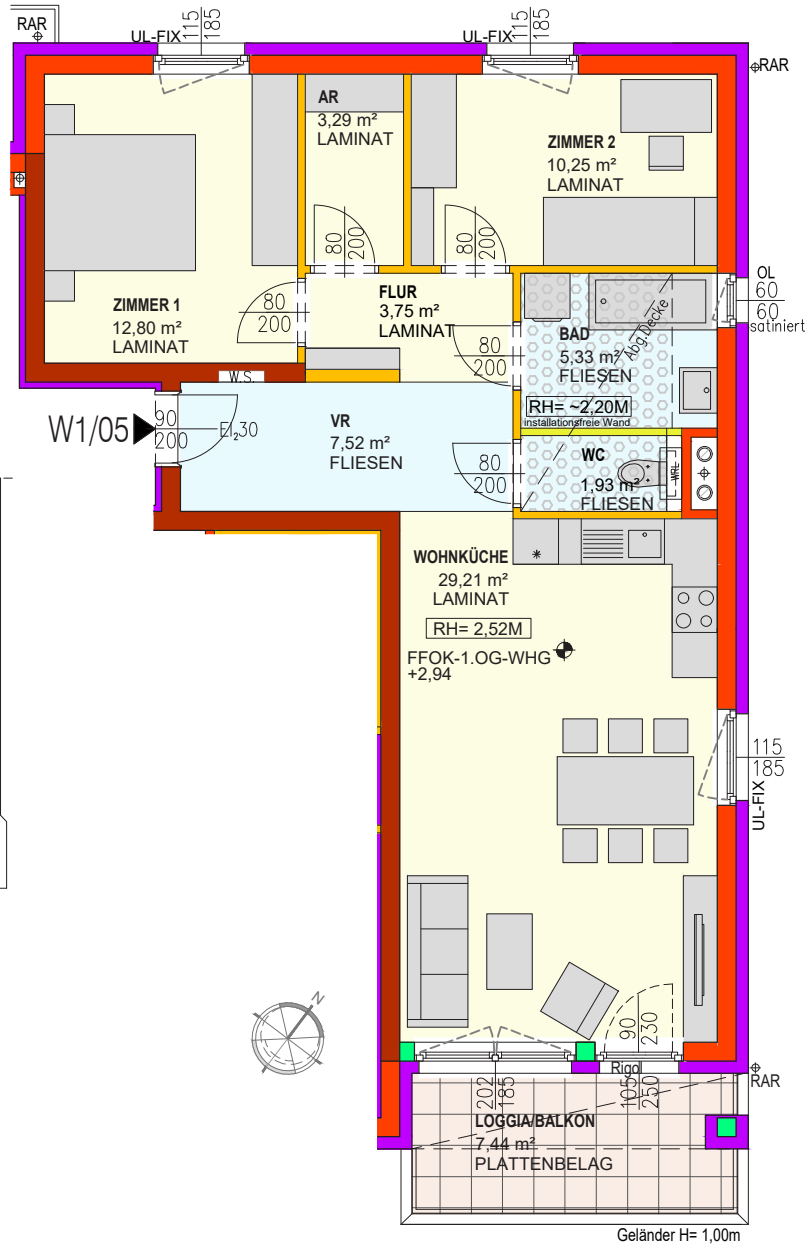 RAR
UL-FIX
115
185
UL-FIX
115
185
RAR
AR
3,29 m²
LAMINAT
ZIMMER 2
10,25 m²
LAMINAT
80
200
80
200
ZIMMER 1
12,80 m²
LAMINAT
80
200
FLUR
3,75 m²
LAMINAT
OL
60
60
satiniert
BAD
5,33 m²
FLIESEN
Abg.Decke
80
200
RH= ~2,20M
installationsfreie Wand
W.S.
W1/05
90
200
EI₂30
VR
7,52 m²
FLIESEN
80
200
WC
1,93 m²
FLIESEN
WRL
WOHNKÜCHE
29,21 m²
LAMINAT
RH= 2,52M
FFOK-1.OG-WHG
+2,94
115
185
UL-FIX
N
90
230
Rigol
202
185
105
250
RAR
LOGGIA/BALKON
7,44 m²
PLATTENBELAG
Geländer H= 1,00m